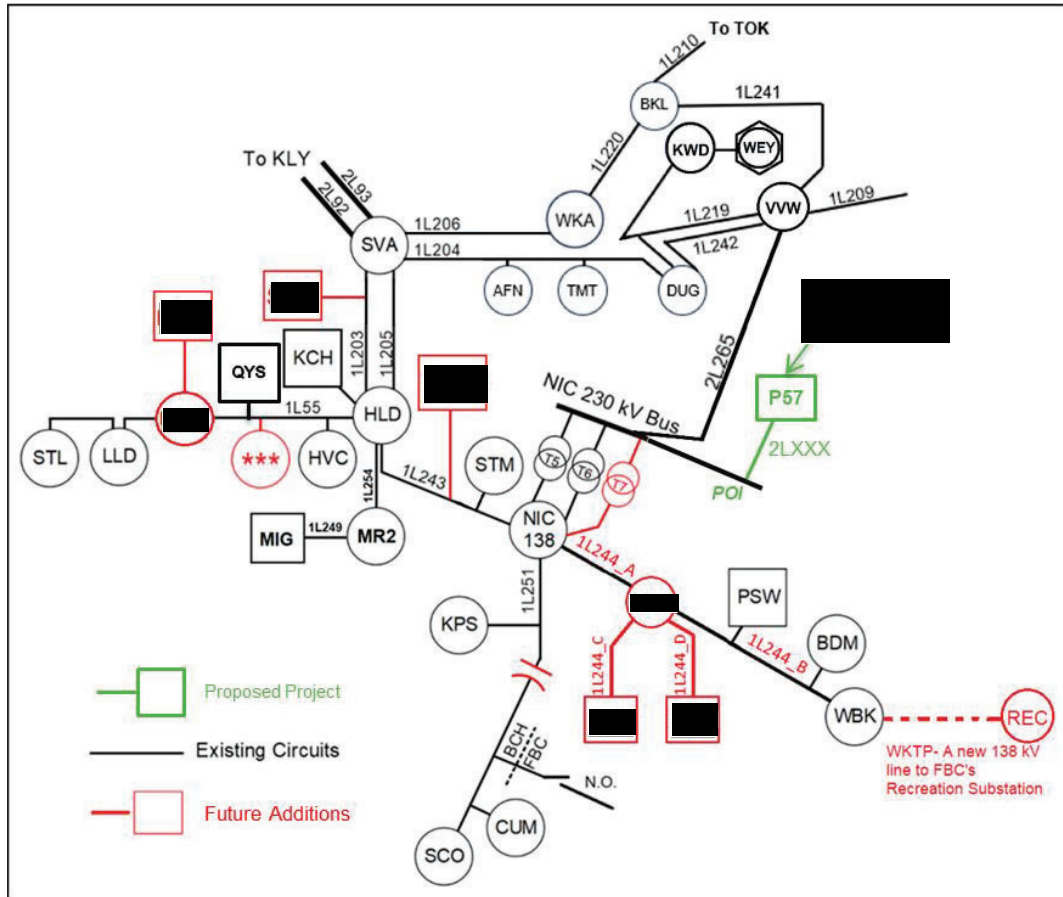 To TOK
1L210
BKL
1L241
KWD
WEY
1L220
To KLY
2L93
2L92
1L209
VVW
WKA
1L219
1L206
SVA
1L242
1L204
AFN
TMT
DUG
1L203
1L205
KCH
2L265
QYS
NIC 230 kV Bus
P57
1L55
HLD
2LXXX
STL
LLD
***
HVC
STM
T5
T6
T7
1L243
POI
1L254
NIC
138
MIG
1L249
MR2
1L244_A
1L251
PSW
KPS
BDM
1L244_B
1L244_C
1L244_D
Proposed Project
WBK
REC
BCH
FBC
Existing Circuits
WKTP- A new 138 kV
line to FBC's
Recreation Substation
N.O.
Future Additions
CUM
SCO